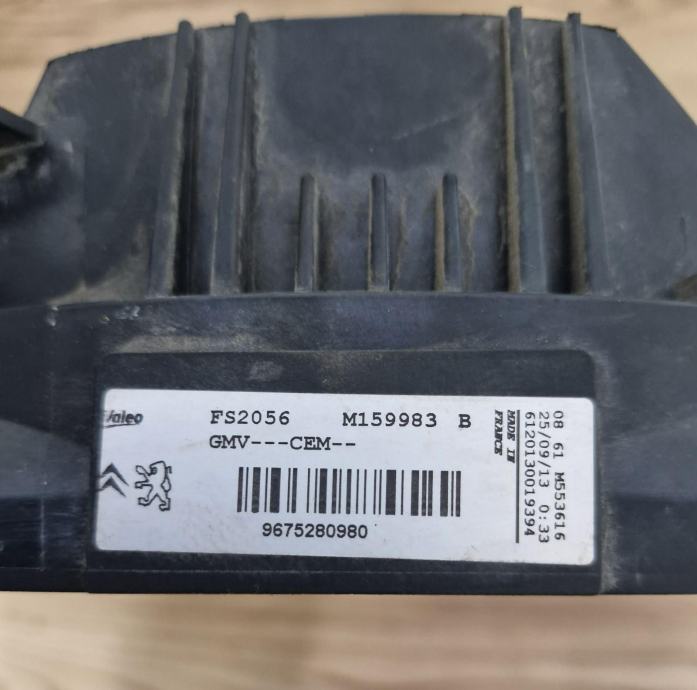 Valeo
FS2056 M159983 B
GMV---CEM--
9675280980
MADE IN
FRANCE
08 61 M553616
25/09/13 0:33
6120130019394